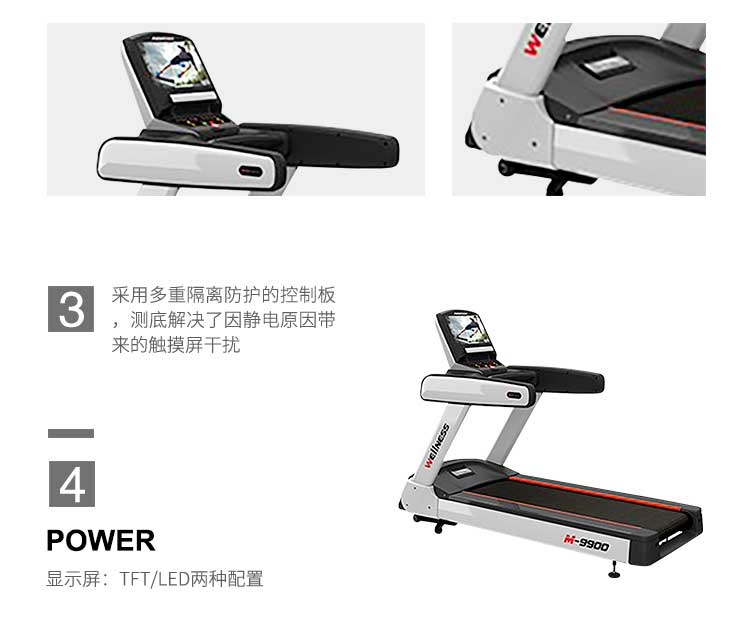 WE
3
采用多重隔离防护的控制板
，测底解决了因静电原因带
来的触摸屏干扰
WEllNESS
4
M-9900
POWER
显示屏：TFT/LED两种配置